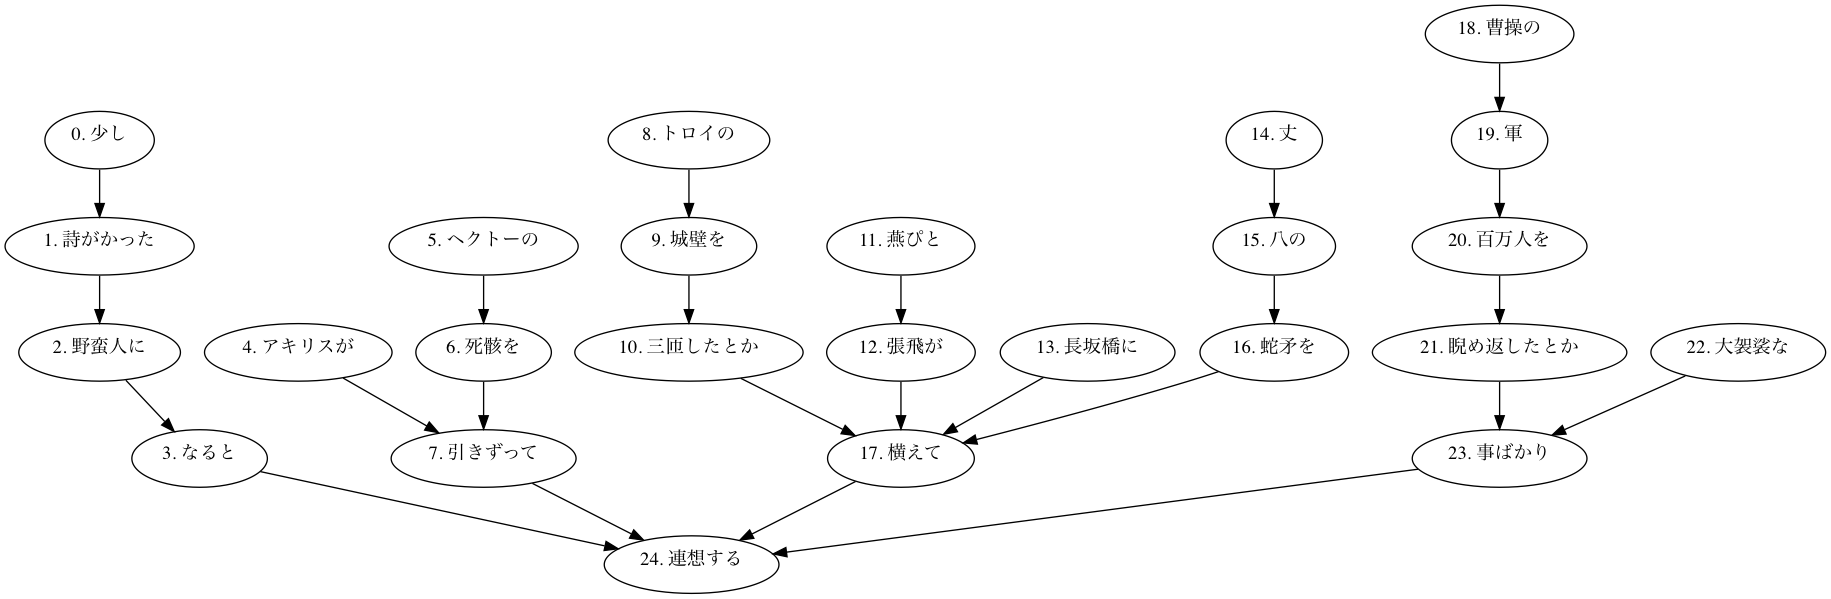 18. 曹操の
0. 少し
8. トロイの
14. 丈
19. 軍
1. 詩がかった
5. ヘクトーの
9. 城壁を
11. 燕ぴと
15. 八の
20. 百万人を
2. 野蛮人に
4. アキリスが
6. 死骸を
10. 三匝したとか
12. 張飛が
13. 長坂橋に
16. 蛇矛を
21. 睨め返したとか
22. 大袈裟な
3. なると
7. 引きずって
17. 横えて
23. 事ばかり
24. 連想する